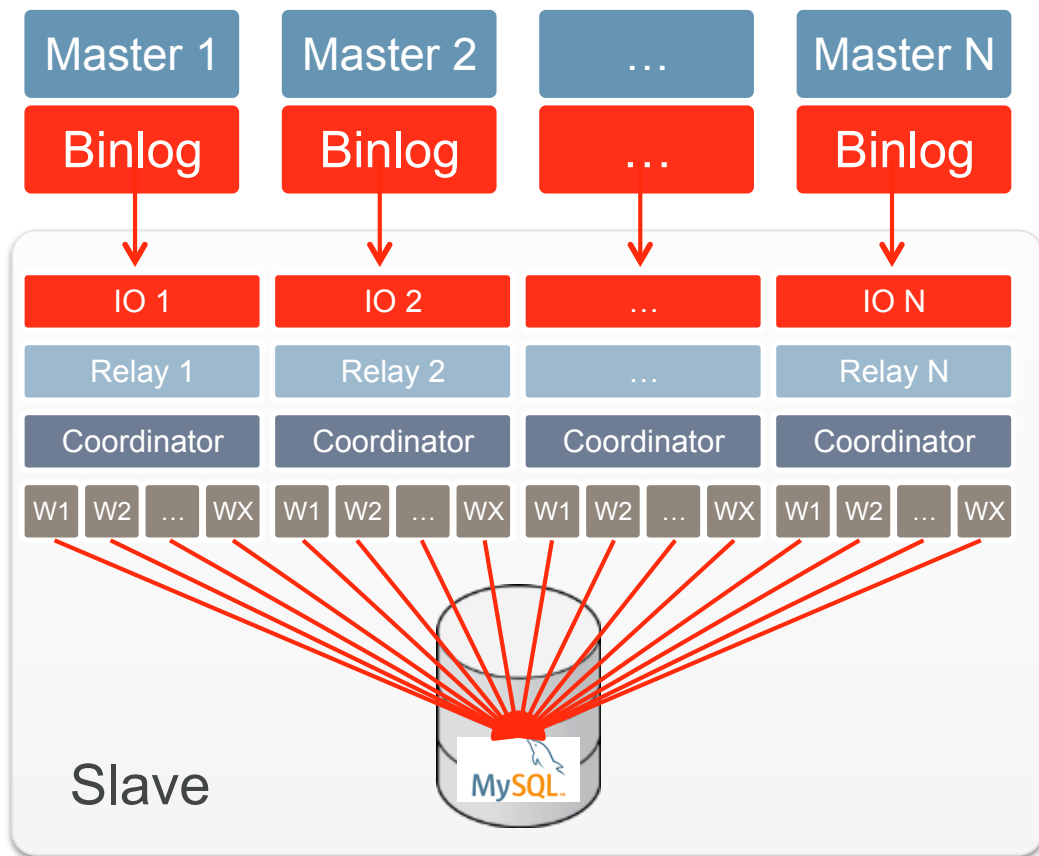 Master 1 Master 2 … Master N
Binlog Binlog … Binlog
IO 1 IO 2 … IO N
Relay 1 Relay 2 … Relay N
Coordinator Coordinator Coordinator Coordinator
W1 W2 … WX W1 W2 … WX W1 W2 … WX W1 W2 … WX
MySQL™
Slave